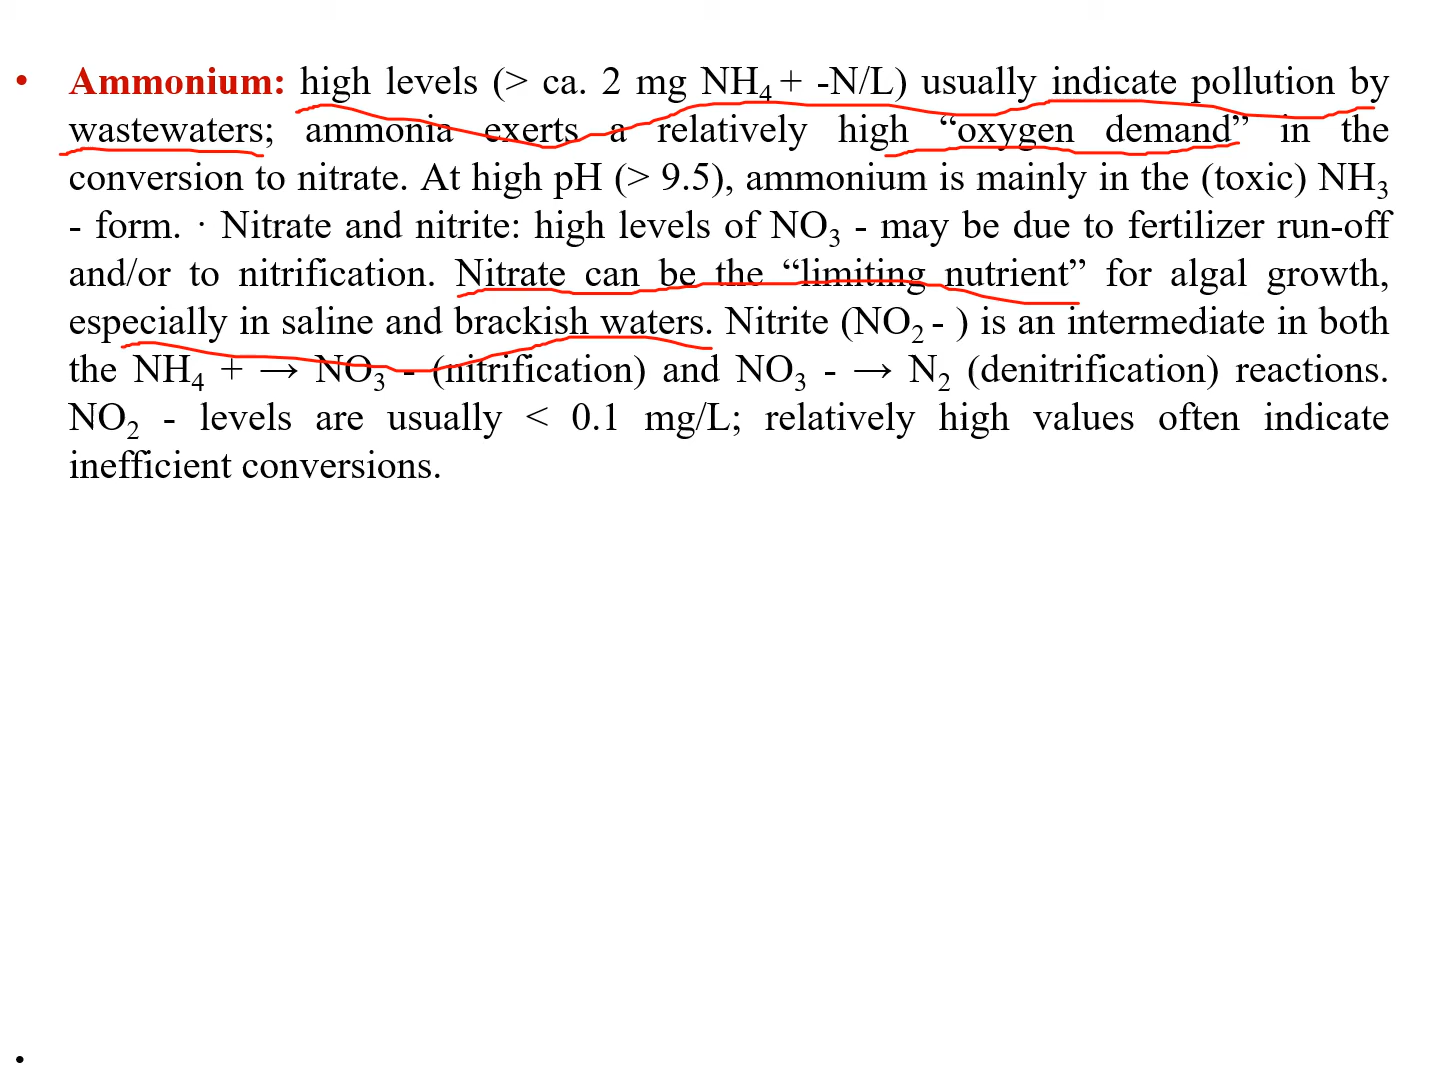 • Ammonium: high levels (> ca. 2 mg NH₄+ -N/L) usually indicate pollution by
wastewaters; ammonia exerts a relatively high “oxygen demand” in the
conversion to nitrate. At high pH (> 9.5), ammonium is mainly in the (toxic) NH₃
- form. · Nitrate and nitrite: high levels of NO₃ - may be due to fertilizer run-off
and/or to nitrification. Nitrate can be the “limiting nutrient” for algal growth,
especially in saline and brackish waters. Nitrite (NO₂ - ) is an intermediate in both
the NH₄ + → NO₃ - (nitrification) and NO₃ - → N₂ (denitrification) reactions.
NO₂ - levels are usually < 0.1 mg/L; relatively high values often indicate
inefficient conversions.
•